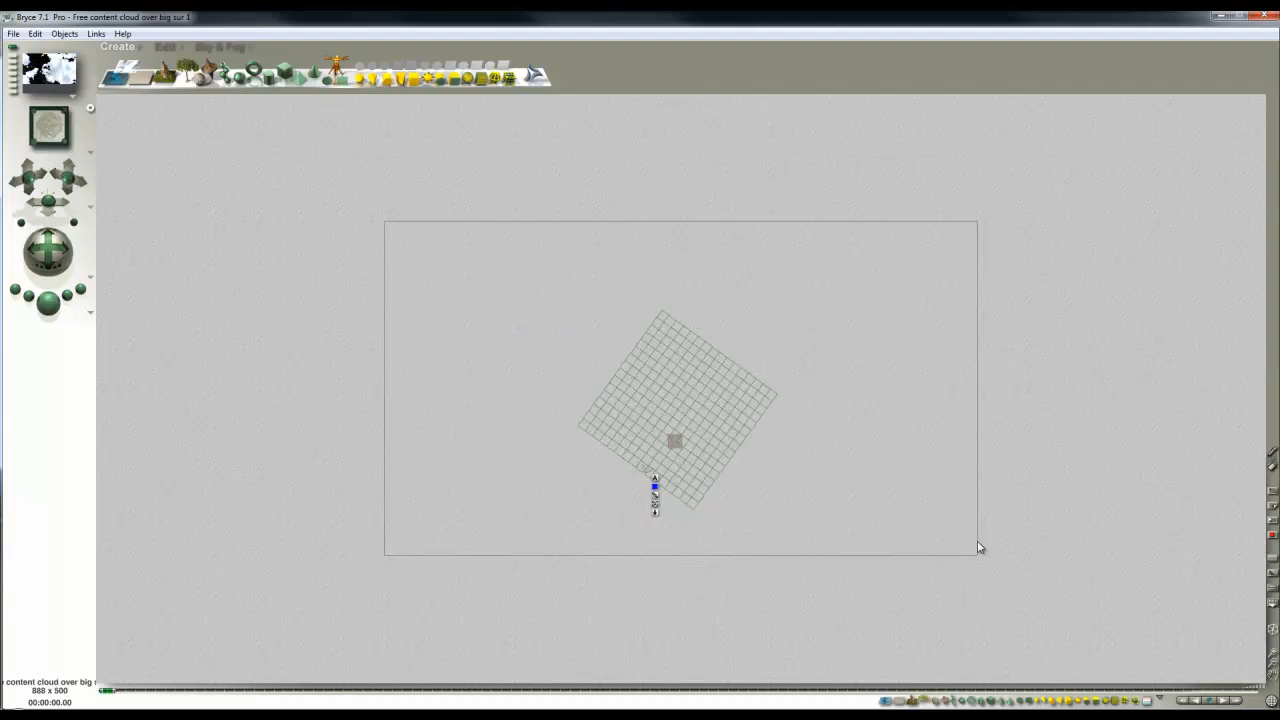 Bryce 7.1 Pro - Free content cloud over big sur 1
File Edit Objects Links Help
Create Edit Sky & Fog
A
content cloud over big
888 x 500
00:00:00.00